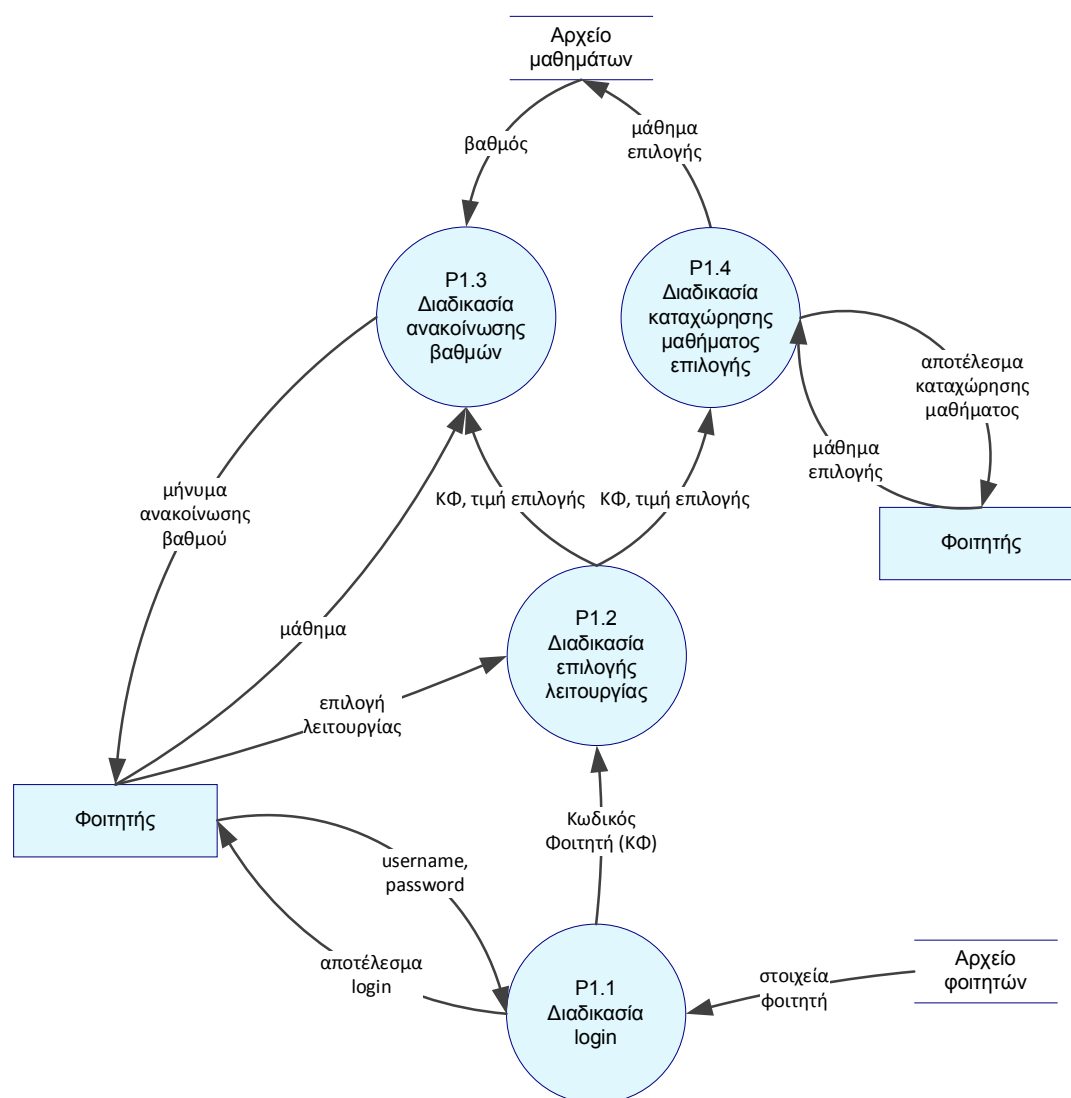 Αρχείο
μαθημάτων
βαθμός
μάθημα
επιλογής
P1.3
Διαδικασία
ανακοίνωσης
βαθμών
P1.4
Διαδικασία
καταχώρησης
μαθήματος
επιλογής
αποτέλεσμα
καταχώρησης
μαθήματος
μάθημα
επιλογής
μήνυμα
ανακοίνωσης
βαθμού
ΚΦ, τιμή επιλογής
ΚΦ, τιμή επιλογής
Φοιτητής
μάθημα
P1.2
Διαδικασία
επιλογής
λειτουργίας
επιλογή
λειτουργίας
Φοιτητής
Κωδικός
Φοιτητή (ΚΦ)
username,
password
αποτέλεσμα
login
P1.1
Διαδικασία
login
στοιχεία
φοιτητή
Αρχείο
φοιτητών